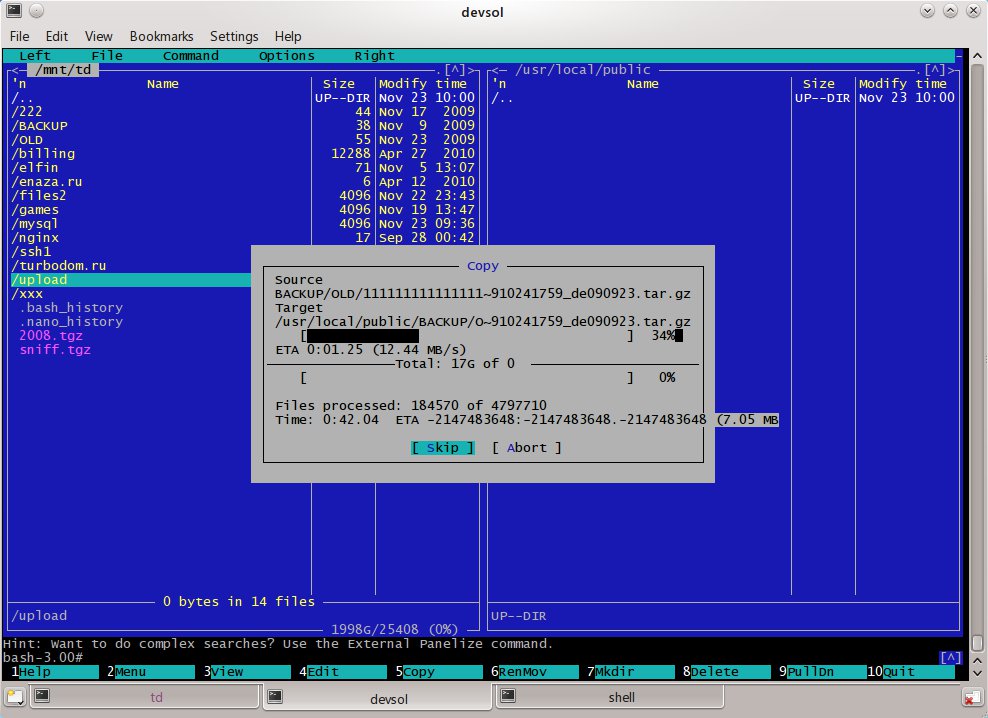 devsol
File Edit View Bookmarks Settings Help
Left File Command Options Right
<- /mnt/td .[^]>
'n Name Size Modify time
/.. UP--DIR Nov 23 10:00
/222 44 Nov 17 2009
/BACKUP 38 Nov 9 2009
/OLD 55 Nov 23 2009
/billing 12288 Apr 27 2010
/elfin 71 Nov 5 13:07
/enaza.ru 6 Apr 12 2010
/files2 4096 Nov 22 23:43
/games 4096 Nov 19 13:47
/mysql 4096 Nov 23 09:36
/nginx 17 Sep 28 00:42
/ssh1
/turbodom.ru
/upload
/xxx
.bash_history
.nano_history
2008.tgz
sniff.tgz
0 bytes in 14 files
/upload
1998G/25408 (0%)
<- /usr/local/public .[^]>
'n Name Size Modify time
/.. UP--DIR Nov 23 10:00
UP--DIR
Copy
Source
BACKUP/OLD/111111111111111~910241759_de090923.tar.gz
Target
/usr/local/public/BACKUP/O~910241759_de090923.tar.gz
[ ] 34%
ETA 0:01.25 (12.44 MB/s)
Total: 17G of 0
[ ] 0%
Files processed: 184570 of 4797710
Time: 0:42.04 ETA -2147483648:-2147483648.-2147483648 (7.05 MB
[ Skip ] [ Abort ]
Hint: Want to do complex searches? Use the External Panelize command.
bash-3.00# [^]
1Help 2Menu 3View 4Edit 5Copy 6RenMov 7Mkdir 8Delete 9PullDn 10Quit
td devsol shell